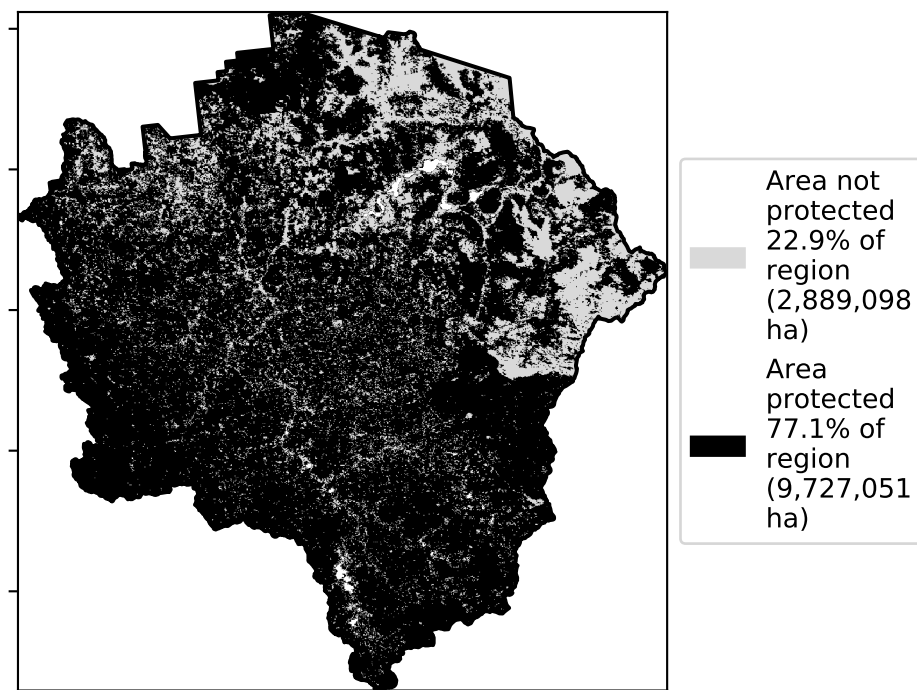 Area not
protected
22.9% of
region
(2,889,098
ha)
Area
protected
77.1% of
region
(9,727,051
ha)